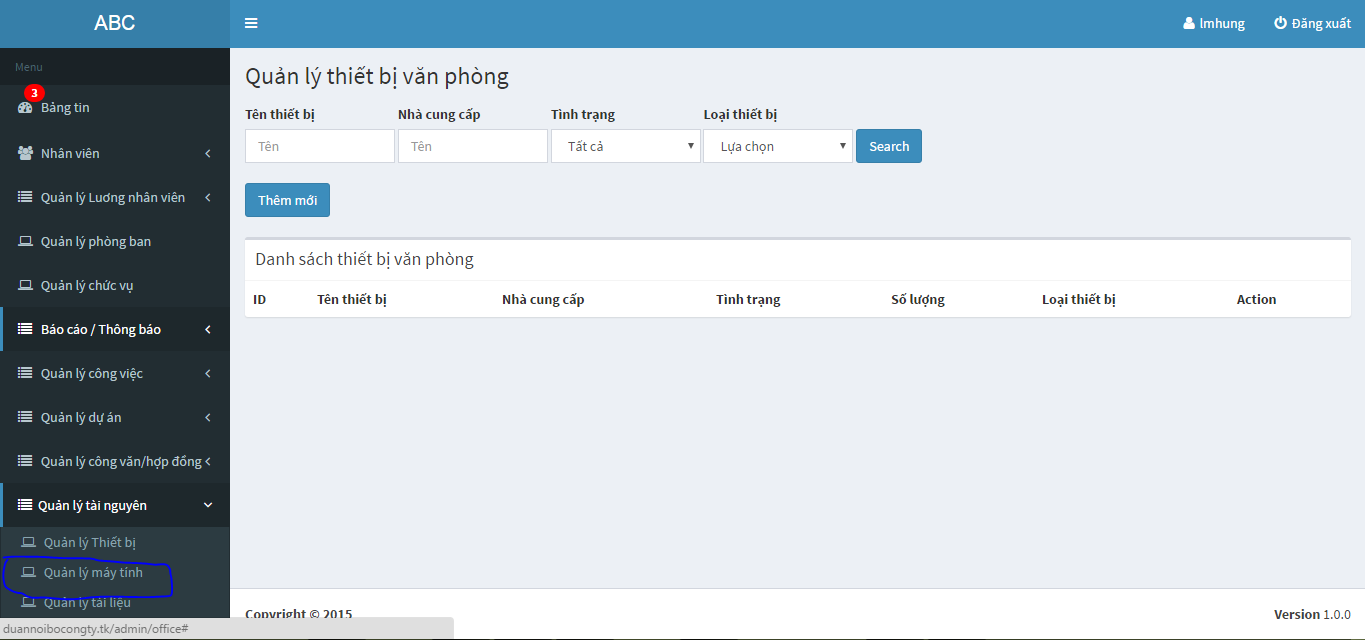 ABC
lmhung Đăng xuất
Menu
3
Bảng tin
Nhân viên
Quản lý Lương nhân viên
Quản lý phòng ban
Quản lý chức vụ
Báo cáo / Thông báo
Quản lý công việc
Quản lý dự án
Quản lý công văn/hợp đồng
Quản lý tài nguyên
Quản lý Thiết bị
Quản lý máy tính
Quản lý tài liệu
duannoibocongty.tk/admin/office#
Quản lý thiết bị văn phòng
Tên thiết bị Nhà cung cấp Tình trạng Loại thiết bị
Tên Tên Tất cả Lựa chọn Search
Thêm mới
Danh sách thiết bị văn phòng
ID Tên thiết bị Nhà cung cấp Tình trạng Số lượng Loại thiết bị Action
Copyright © 2015 Version 1.0.0